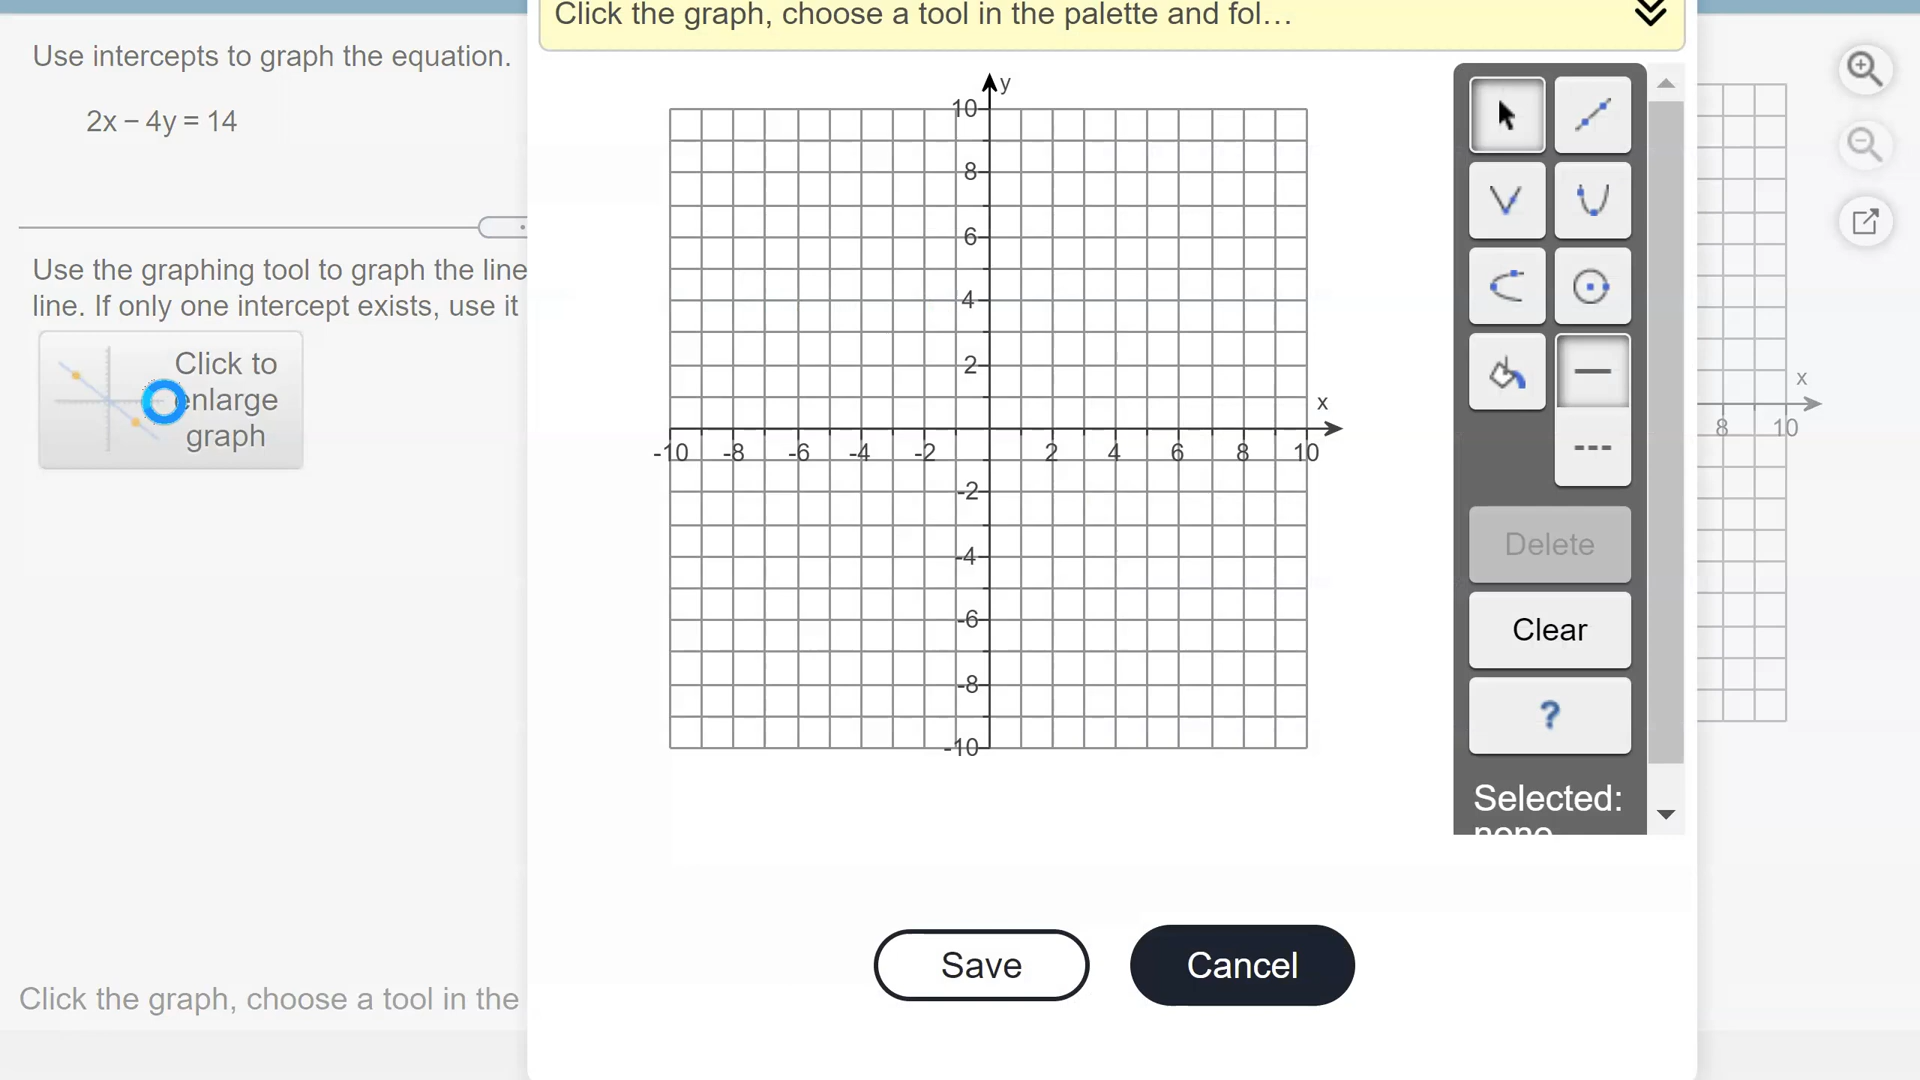 Click the graph, choose a tool in the palette and fol...
Use intercepts to graph the equation.
2x − 4y = 14
Use the graphing tool to graph the line
line. If only one intercept exists, use it
Click to
enlarge
graph
Click the graph, choose a tool in the
y
10
8
6
4
2
x
-10 -8 -6 -4 -2 2 4 6 8 10
-2
-4
-6
-8
-10
Delete
Clear
?
Selected:
none
Save
Cancel
x
8 10